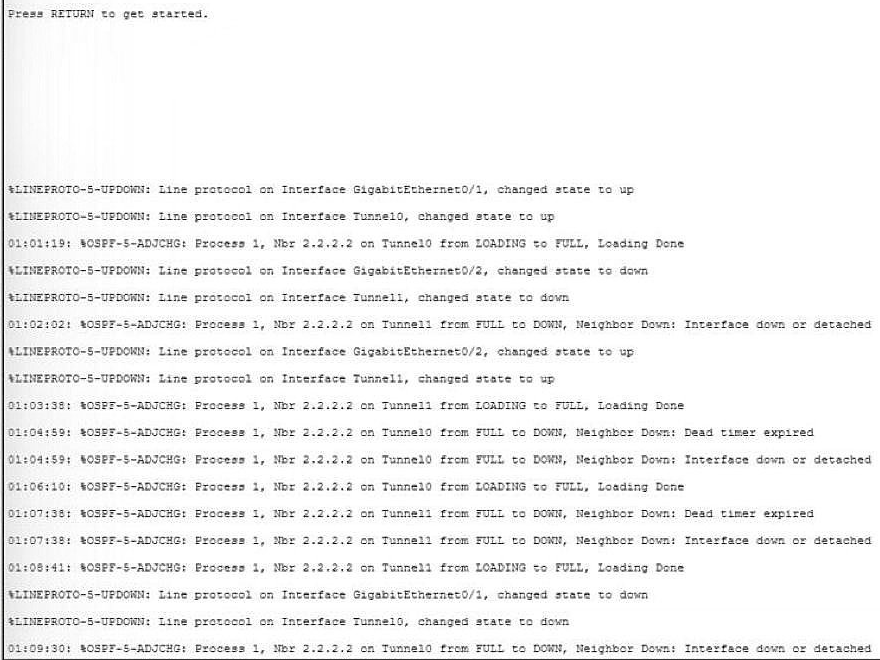 Press RETURN to get started.
%LINEPROTO-5-UPDOWN: Line protocol on Interface GigabitEthernet0/1, changed state to up
%LINEPROTO-5-UPDOWN: Line protocol on Interface Tunnel0, changed state to up
01:01:19: %OSPF-5-ADJCHG: Process 1, Nbr 2.2.2.2 on Tunnel0 from LOADING to FULL, Loading Done
%LINEPROTO-5-UPDOWN: Line protocol on Interface GigabitEthernet0/2, changed state to down
%LINEPROTO-5-UPDOWN: Line protocol on Interface Tunnel1, changed state to down
01:02:02: %OSPF-5-ADJCHG: Process 1, Nbr 2.2.2.2 on Tunnel1 from FULL to DOWN, Neighbor Down: Interface down or detached
%LINEPROTO-5-UPDOWN: Line protocol on Interface GigabitEthernet0/2, changed state to up
%LINEPROTO-5-UPDOWN: Line protocol on Interface Tunnel1, changed state to up
01:03:38: %OSPF-5-ADJCHG: Process 1, Nbr 2.2.2.2 on Tunnel1 from LOADING to FULL, Loading Done
01:04:59: %OSPF-5-ADJCHG: Process 1, Nbr 2.2.2.2 on Tunnel0 from FULL to DOWN, Neighbor Down: Dead timer expired
01:04:59: %OSPF-5-ADJCHG: Process 1, Nbr 2.2.2.2 on Tunnel0 from FULL to DOWN, Neighbor Down: Interface down or detached
01:06:10: %OSPF-5-ADJCHG: Process 1, Nbr 2.2.2.2 on Tunnel0 from LOADING to FULL, Loading Done
01:07:38: %OSPF-5-ADJCHG: Process 1, Nbr 2.2.2.2 on Tunnel1 from FULL to DOWN, Neighbor Down: Dead timer expired
01:07:38: %OSPF-5-ADJCHG: Process 1, Nbr 2.2.2.2 on Tunnel1 from FULL to DOWN, Neighbor Down: Interface down or detached
01:08:41: %OSPF-5-ADJCHG: Process 1, Nbr 2.2.2.2 on Tunnel1 from LOADING to FULL, Loading Done
%LINEPROTO-5-UPDOWN: Line protocol on Interface GigabitEthernet0/1, changed state to down
%LINEPROTO-5-UPDOWN: Line protocol on Interface Tunnel0, changed state to down
01:09:30: %OSPF-5-ADJCHG: Process 1, Nbr 2.2.2.2 on Tunnel0 from FULL to DOWN, Neighbor Down: Interface down or detached